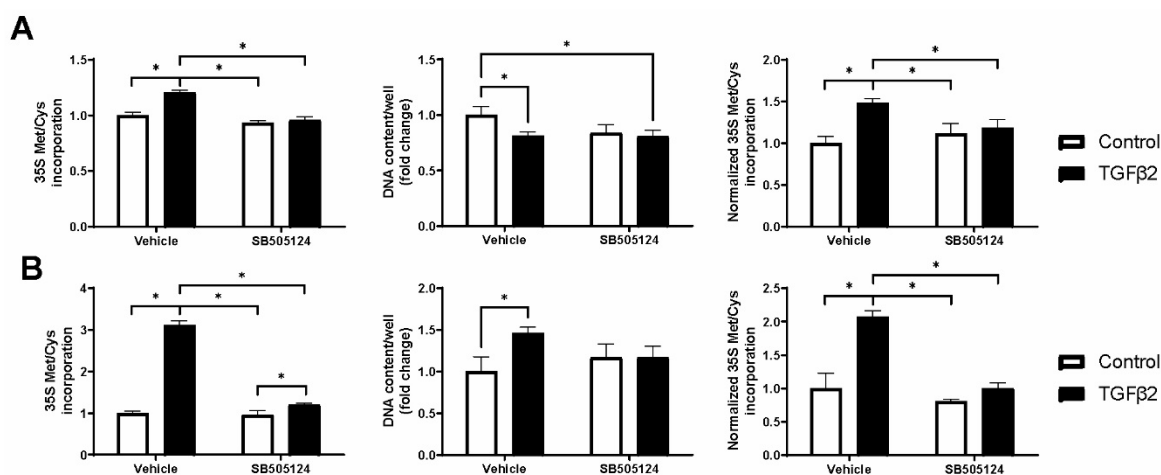 A
35S Met/Cys
incorporation
1.5
1.0
0.5
0.0
*
*
*
Vehicle
SB505124
DNA content/well
(fold change)
1.5
1.0
0.5
0.0
*
*
Vehicle
SB505124
Normalized 35S Met/Cys
incorporation
2.0
1.5
1.0
0.5
0.0
*
*
*
Vehicle
SB505124
Control
TGFβ2
B
35S Met/Cys
incorporation
4
3
2
1
0
*
*
*
*
Vehicle
SB505124
DNA content/well
(fold change)
2.0
1.5
1.0
0.5
0.0
*
Vehicle
SB505124
Normalized 35S Met/Cys
incorporation
2.5
2.0
1.5
1.0
0.5
0.0
*
*
*
Vehicle
SB505124
Control
TGFβ2